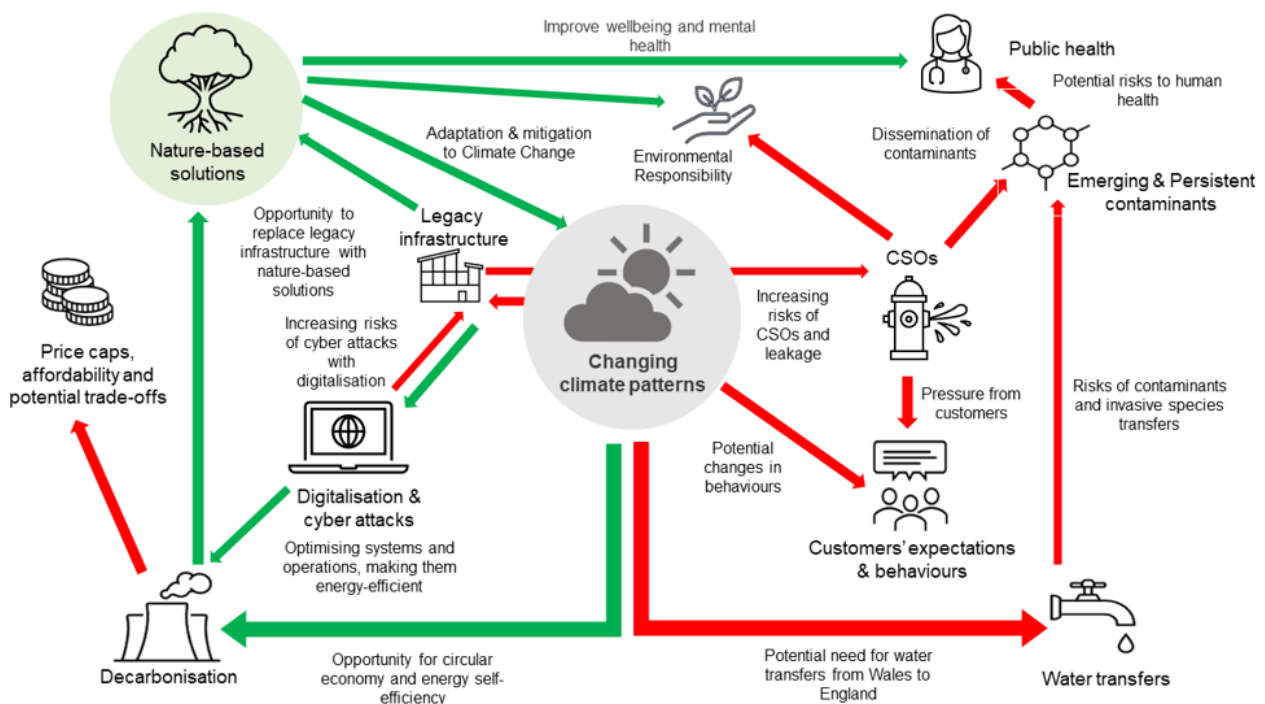 Improve wellbeing and mental
health
Public health
Potential risks to human
health
Nature-based
solutions
Adaptation & mitigation
to Climate Change
Environmental
Responsibility
Dissemination of
contaminants
Emerging & Persistent
contaminants
Opportunity to
replace legacy
infrastructure with
nature-based
solutions
Legacy
infrastructure
CSOs
Increasing
risks of
CSOs and
leakage
Price caps,
affordability and
potential trade-offs
Increasing risks
of cyber attacks
with
digitalisation
Changing
climate patterns
Pressure from
customers
Risks of contaminants
and invasive species
transfers
Potential
changes in
behaviours
Digitalisation &
cyber attacks
Optimising systems and
operations, making them
energy-efficient
Customers' expectations
& behaviours
Decarbonisation
Opportunity for circular
economy and energy self-
efficiency
Potential need for water
transfers from Wales to
England
Water transfers